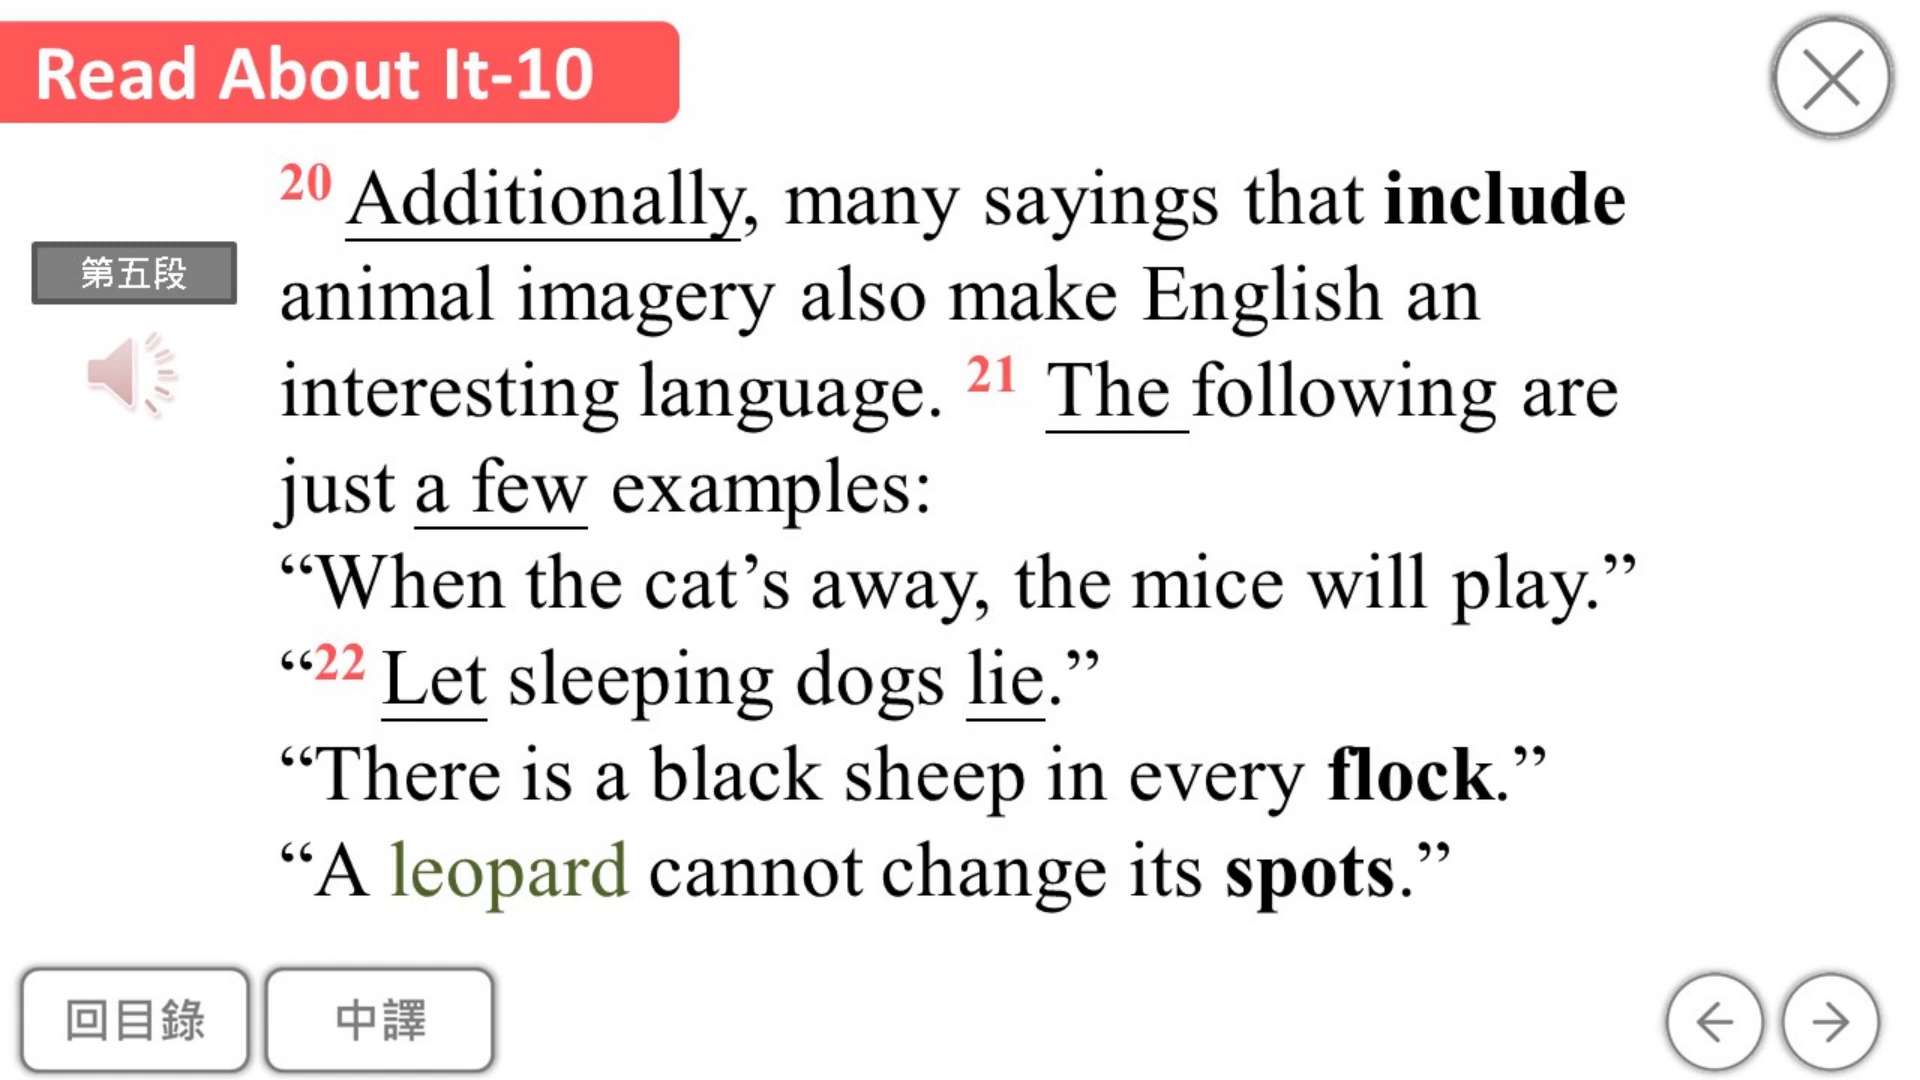 Read About It-10
20 Additionally, many sayings that include
第五段
animal imagery also make English an
interesting language. 21 The following are
just a few examples:
“When the cat’s away, the mice will play.”
“22 Let sleeping dogs lie.”
“There is a black sheep in every flock.”
“A leopard cannot change its spots.”
回目錄 中譯